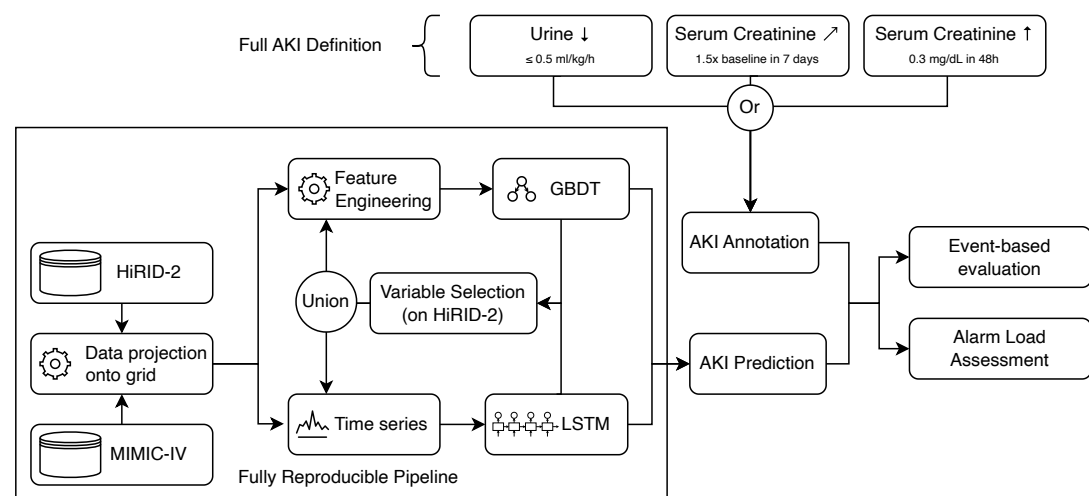 Full AKI Definition
Urine ↓
≤ 0.5 ml/kg/h
Serum Creatinine ↗
1.5x baseline in 7 days
Serum Creatinine ↑
0.3 mg/dL in 48h
Or
Feature
Engineering
GBDT
HiRID-2
Union
Variable Selection
(on HiRID-2)
Data projection
onto grid
MIMIC-IV
Time series
LSTM
Fully Reproducible Pipeline
AKI Annotation
AKI Prediction
Event-based
evaluation
Alarm Load
Assessment